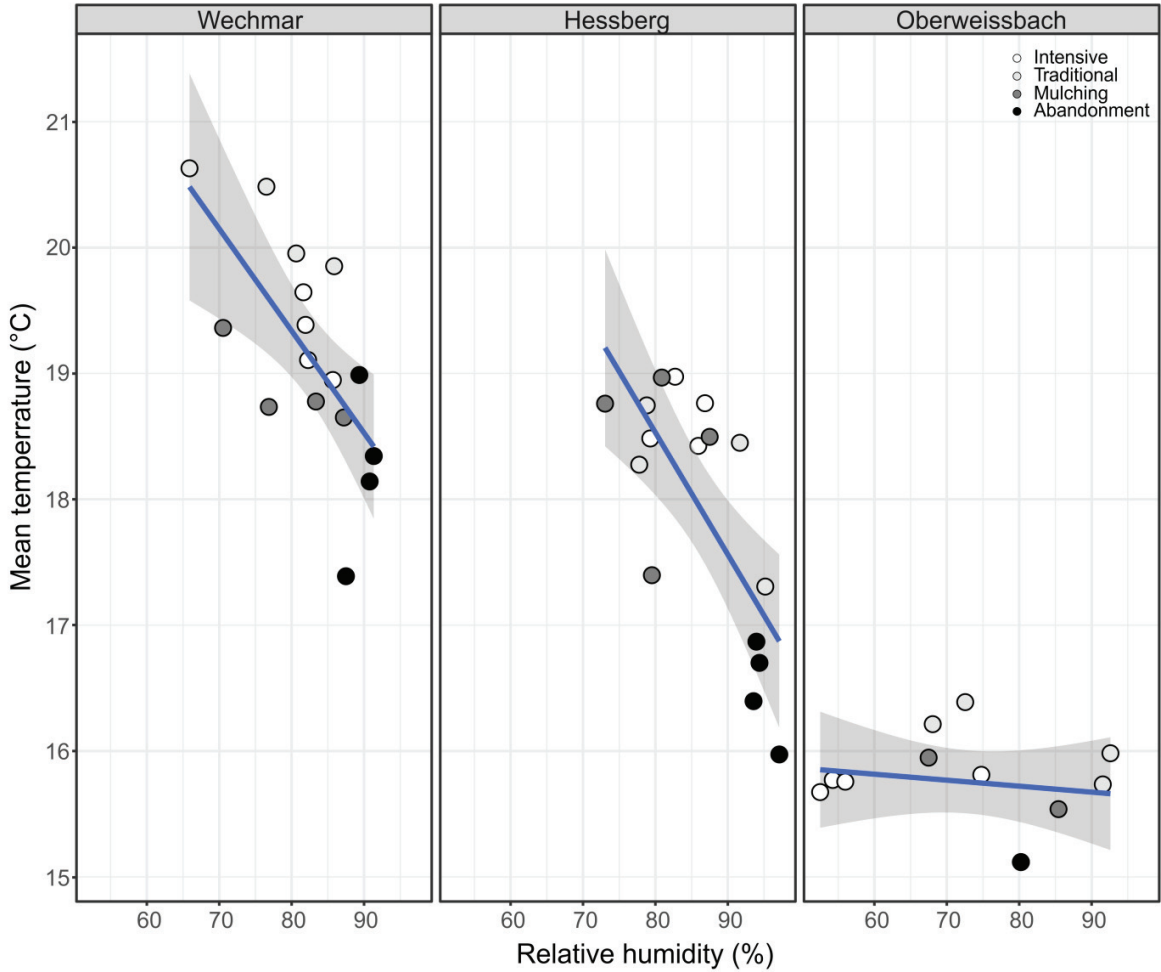 Wechmar
Hessberg
Oberweissbach
Intensive
Traditional
Mulching
Abandonment
Mean temperrature (°C)
21
20
19
18
17
16
15
60 70 80 90
60 70 80 90
60 70 80 90
Relative humidity (%)